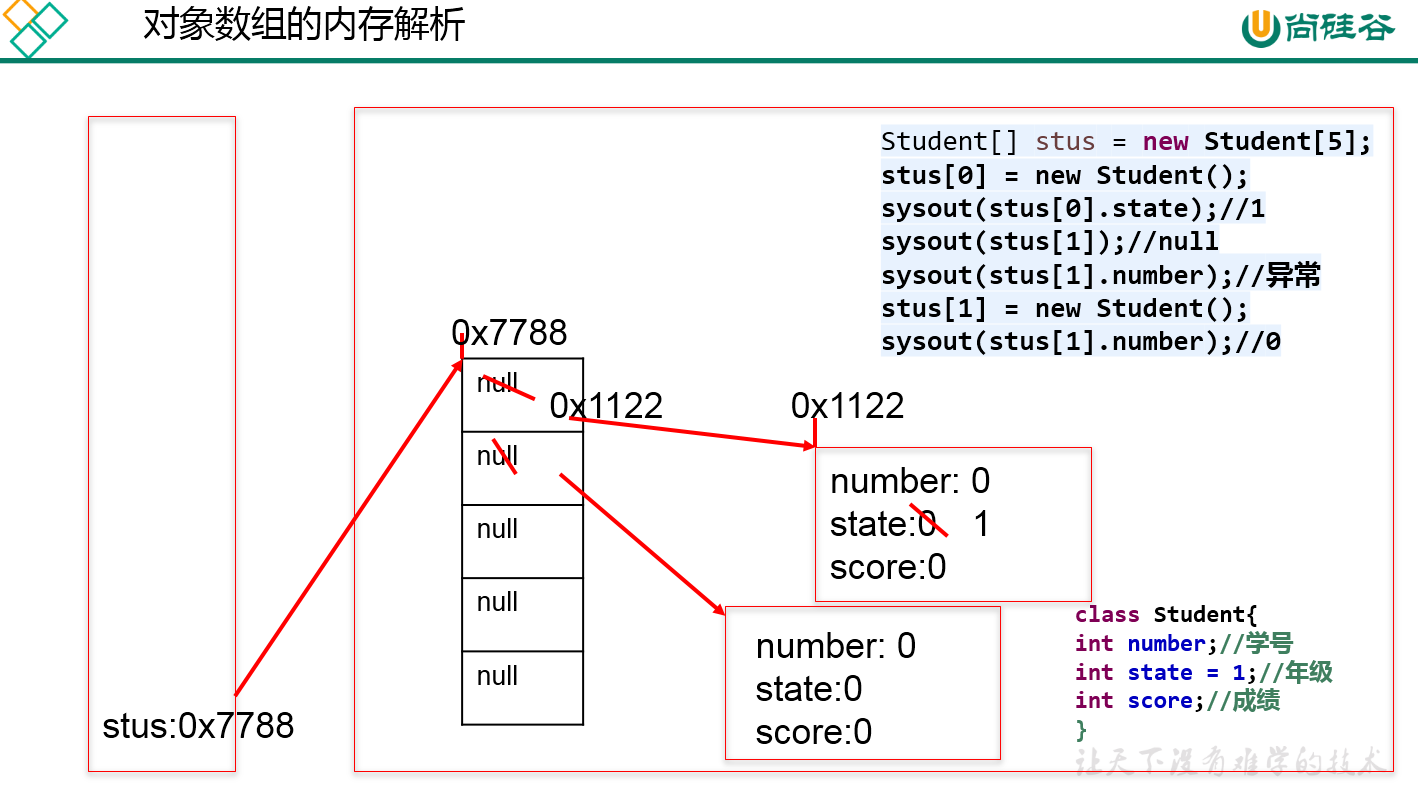 对象数组的内存解析
尚硅谷
Student[] stus = new Student[5];
stus[0] = new Student();
sysout(stus[0].state);//1
sysout(stus[1]);//null
sysout(stus[1].number);//异常
stus[1] = new Student();
sysout(stus[1].number);//0
0x7788
null
0x1122
0x1122
null
number: 0
state:0 1
score:0
null
null
null
number: 0
state:0
score:0
stus:0x7788
class Student{
int number;//学号
int state = 1;//年级
int score;//成绩
}
让天下没有难学的技术